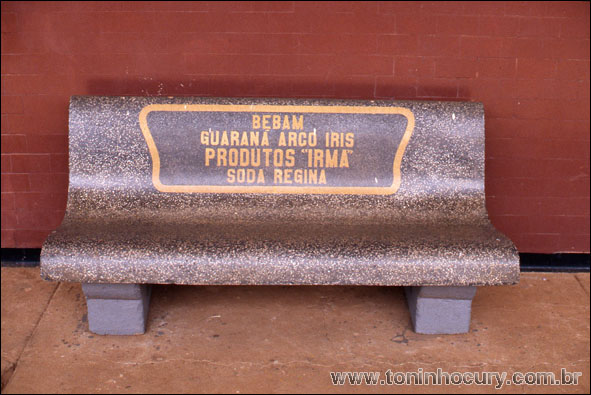 BEBAM
GUARANÁ ARCO IRIS
PRODUTOS "IRMA"
SODA REGINA
www.toninhocury.com.br